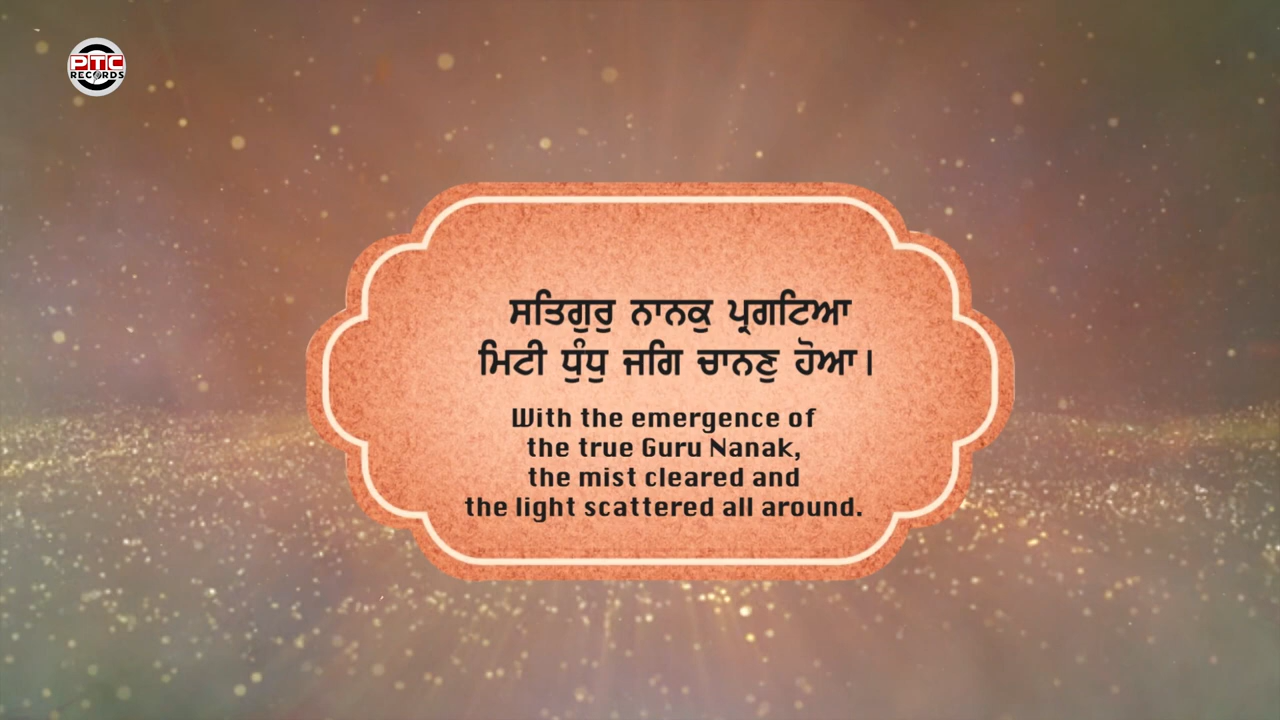 PTC
RECORDS
ਸਤਿਗੁਰੁ ਨਾਨਕੁ ਪ੍ਰਗਟਿਆ
ਮਿਟੀ ਧੁੰਧੁ ਜਗਿ ਚਾਨਣੁ ਹੋਆ।
With the emergence of
the true Guru Nanak,
the mist cleared and
the light scattered all around.